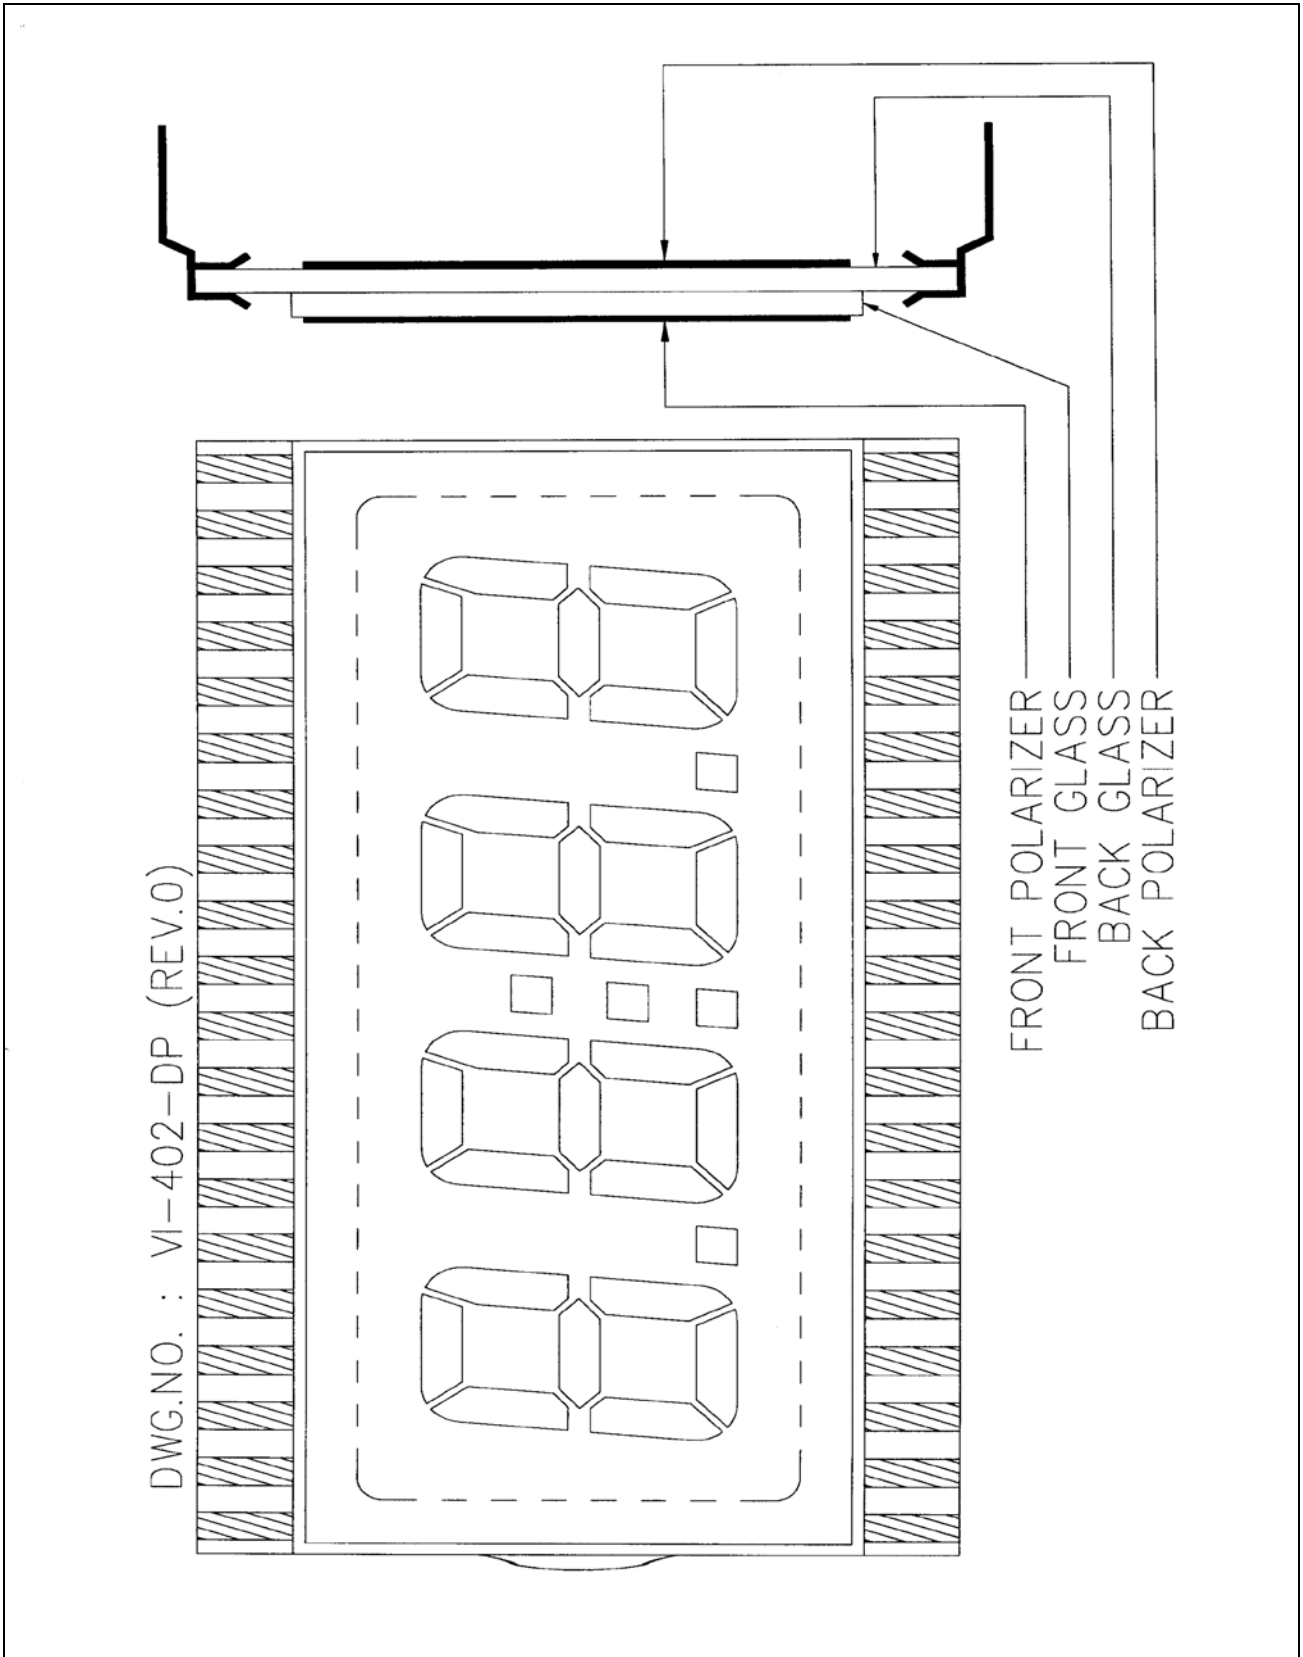 DWG.NO. : VI-402-DP (REV.0)
FRONT POLARIZER
FRONT GLASS
BACK GLASS
BACK POLARIZER